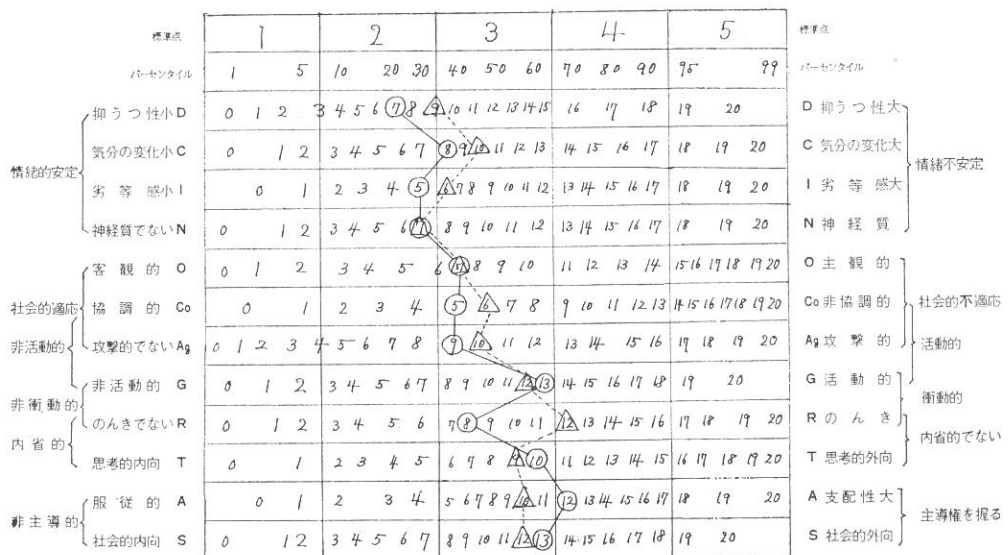 標準点 1 2 3 4 5 標準点
パーセンタイル 1 5 10 20 30 40 50 60 70 80 90 95 99 パーセンタイル
抑うつ性小 D 0 1 2 3 4 5 6 7 8 9 10 11 12 13 14 15 16 17 18 19 20 D 抑うつ性大
気分の変化小 C 0 1 2 3 4 5 6 7 8 9 10 11 12 13 14 15 16 17 18 19 20 C 気分の変化大
情緒的安定 情緒不安定
劣等感小 I 0 1 2 3 4 5 6 7 8 9 10 11 12 13 14 15 16 17 18 19 20 I 劣等感大
神経質でない N 0 1 2 3 4 5 6 7 8 9 10 11 12 13 14 15 16 17 18 19 20 N 神経質
客観的 O 0 1 2 3 4 5 6 7 8 9 10 11 12 13 14 15 16 17 18 19 20 O 主観的
社会的適応 協調的 Co 0 1 2 3 4 5 6 7 8 9 10 11 12 13 14 15 16 17 18 19 20 Co 非協調的 社会的不適応
非活動的 攻撃的でない Ag 0 1 2 3 4 5 6 7 8 9 10 11 12 13 14 15 16 17 18 19 20 Ag 攻撃的 活動的
非活動的 G 0 1 2 3 4 5 6 7 8 9 10 11 12 13 14 15 16 17 18 19 20 G 活動的
非衝動的 衝動的
のんきでない R 0 1 2 3 4 5 6 7 8 9 10 11 12 13 14 15 16 17 18 19 20 R のんき
内省的 内省的でない
思考的内向 T 0 1 2 3 4 5 6 7 8 9 10 11 12 13 14 15 16 17 18 19 20 T 思考的外向
服従的 A 0 1 2 3 4 5 6 7 8 9 10 11 12 13 14 15 16 17 18 19 20 A 支配性大
非主導的 主導権を握る
社会的内向 S 0 1 2 3 4 5 6 7 8 9 10 11 12 13 14 15 16 17 18 19 20 S 社会的外向